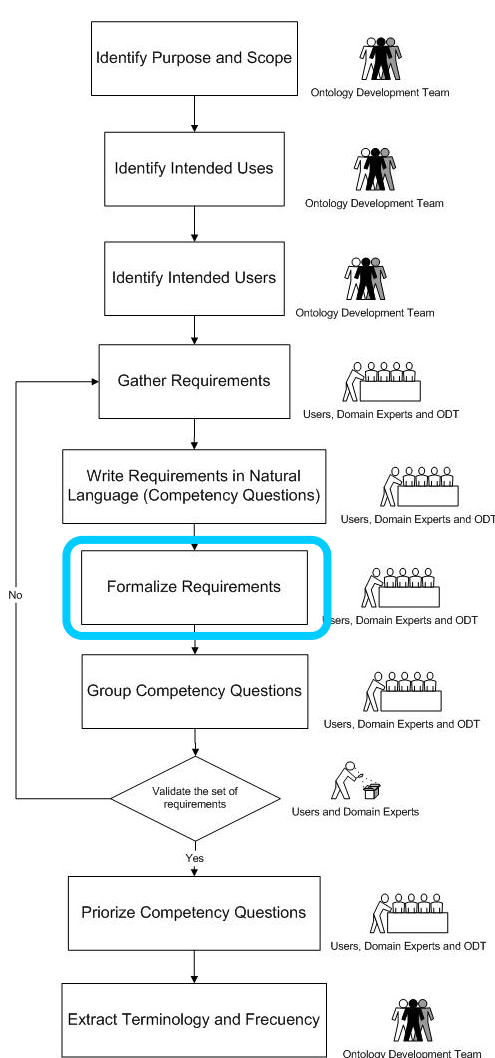 Identify Purpose and Scope
Ontology Development Team
Identify Intended Uses
Ontology Development Team
Identify Intended Users
Ontology Development Team
Gather Requirements
Users, Domain Experts and ODT
Write Requirements in Natural
Language (Competency Questions)
Users, Domain Experts and ODT
Formalize Requirements
No
Users, Domain Experts and ODT
Group Competency Questions
Users, Domain Experts and ODT
Validate the set of
requirements
Users and Domain Experts
Yes
Priorize Competency Questions
Users, Domain Experts and ODT
Extract Terminology and Frecuency
Ontology Development Team